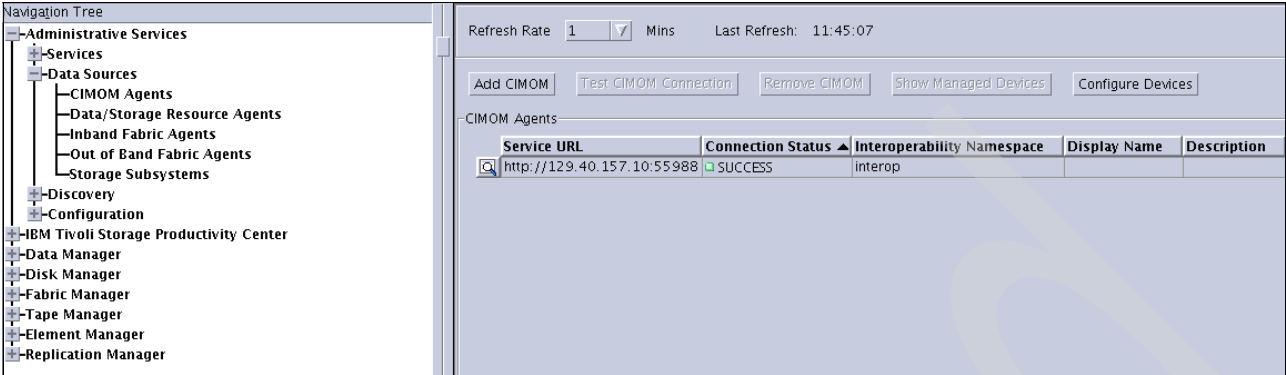 Navigation Tree
Administrative Services
Services
Data Sources
CIMOM Agents
Data/Storage Resource Agents
Inband Fabric Agents
Out of Band Fabric Agents
Storage Subsystems
Discovery
Configuration
IBM Tivoli Storage Productivity Center
Data Manager
Disk Manager
Fabric Manager
Tape Manager
Element Manager
Replication Manager
Refresh Rate 1 Mins Last Refresh: 11:45:07
Add CIMOM Test CIMOM Connection Remove CIMOM Show Managed Devices Configure Devices
CIMOM Agents
Service URL Connection Status Interoperability Namespace Display Name Description
http://129.40.157.10:55988 SUCCESS interop